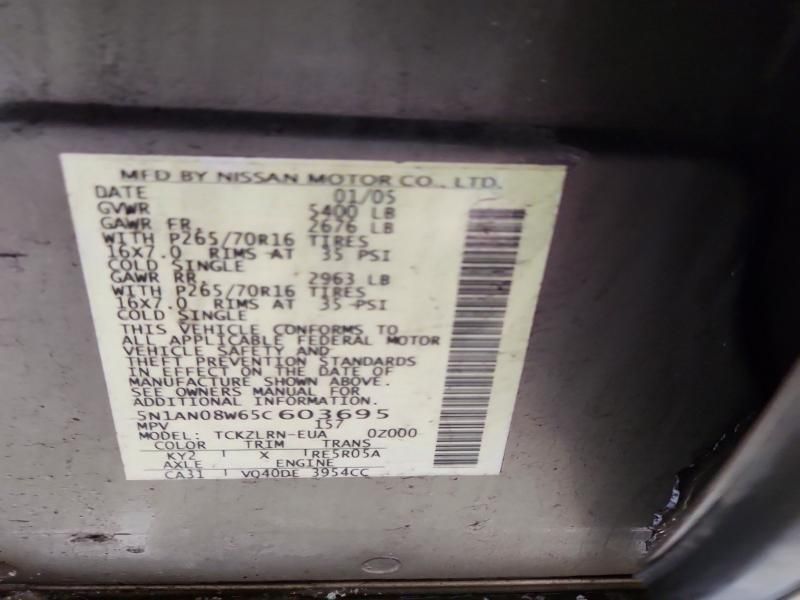 MFD BY NISSAN MOTOR CO., LTD.
DATE 01/05
GVWR 5400 LB
GAWR FR. 2676 LB
WITH P265/70R16 TIRES
16X7.0 RIMS AT 35 PSI
COLD SINGLE
GAWR RR. 2963 LB
WITH P265/70R16 TIRES
16X7.0 RIMS AT 35 PSI
COLD SINGLE
THIS VEHICLE CONFORMS TO
ALL APPLICABLE FEDERAL MOTOR
VEHICLE SAFETY AND
THEFT PREVENTION STANDARDS
IN EFFECT ON THE DATE OF
MANUFACTURE SHOWN ABOVE.
SEE OWNERS MANUAL FOR
ADDITIONAL INFORMATION.
5N1AN08W65C603695
MPV 157
MODEL: TCKZLRN-EUA 0Z000
COLOR TRIM TRANS
KY2 X RE5R05A
AXLE ENGINE
CA31 VQ40DE 3954CC